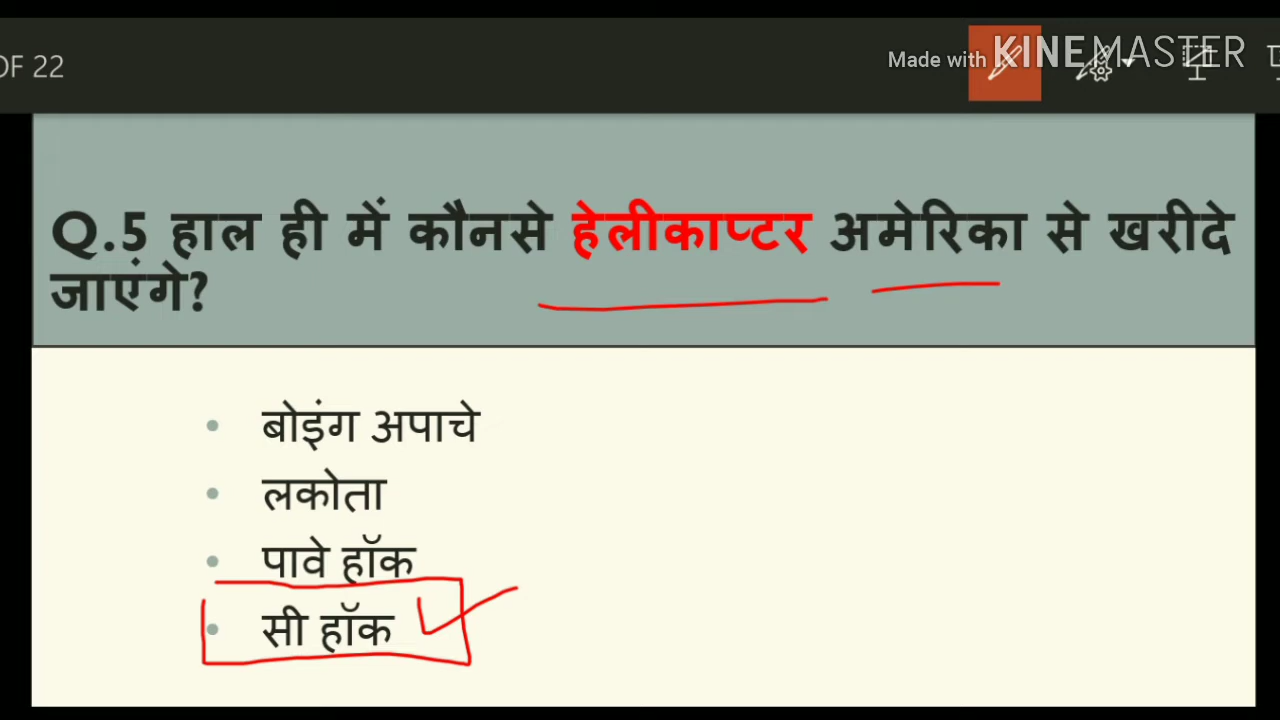 OF 22
Made with KINEMASTER
Q.5 हाल ही में कौनसे हेलीकाप्टर अमेरिका से खरीदे
जाएंगे?
बोइंग अपाचे
लकोता
पावे हॉक
सी हॉक